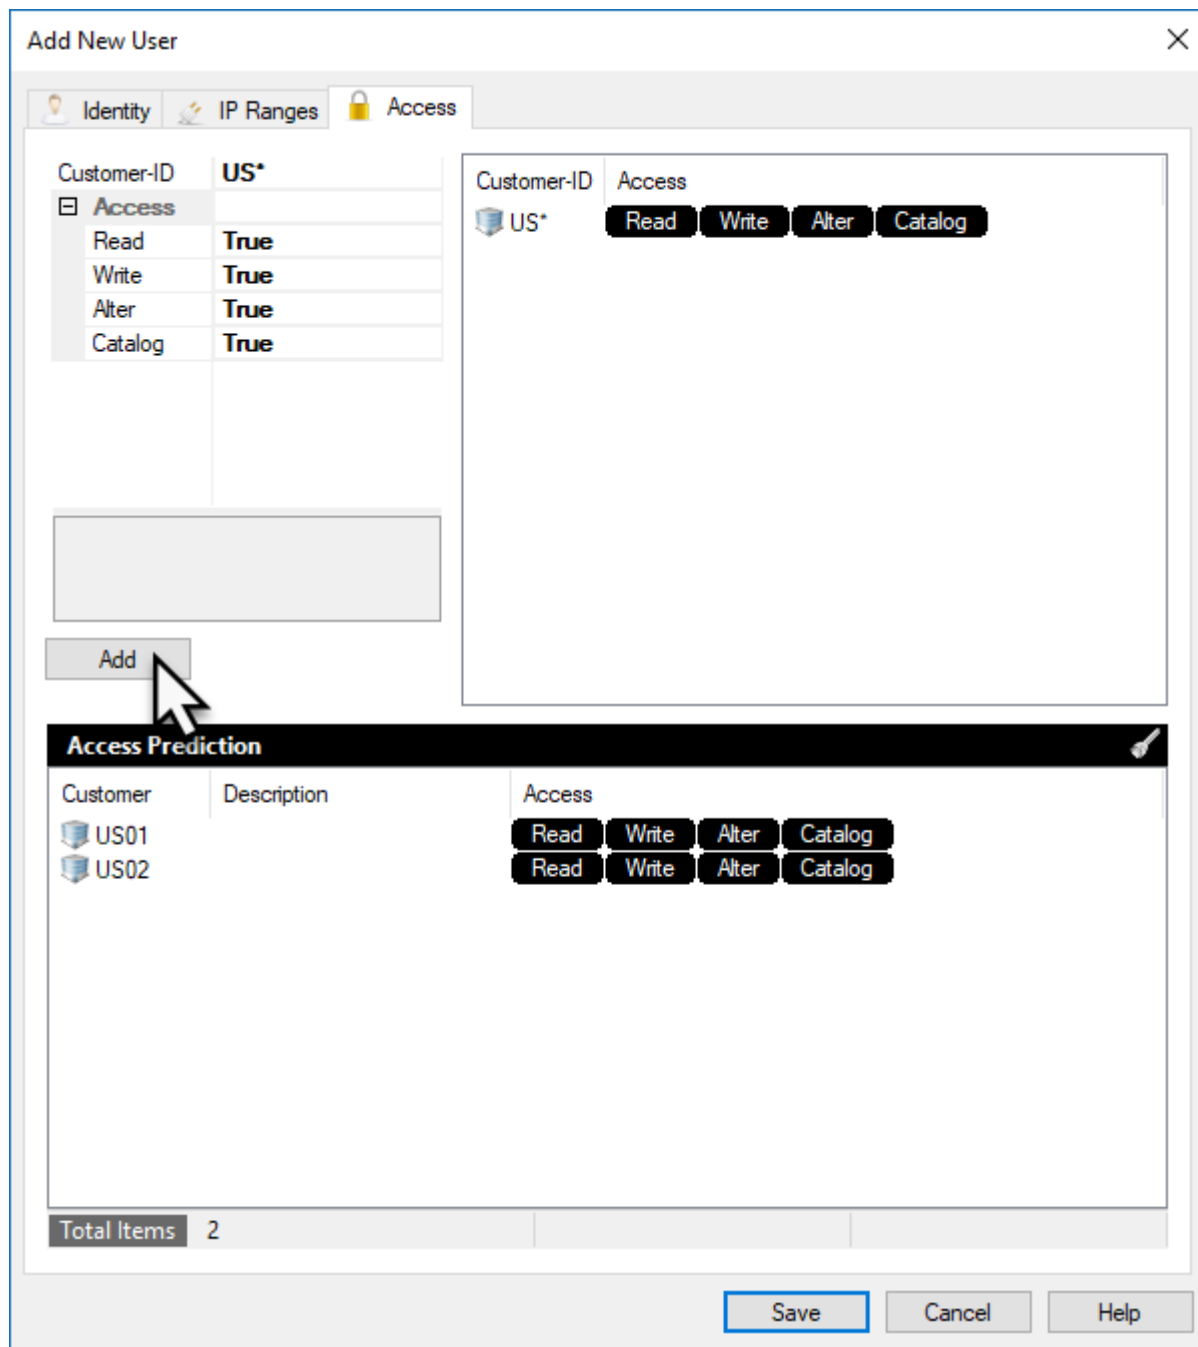 Add New User
Identity IP Ranges Access
Customer-ID US*
Access
Read True
Write True
Alter True
Catalog True
Customer-ID Access
US* Read Write Alter Catalog
Add
Access Prediction
Customer Description Access
US01 Read Write Alter Catalog
US02 Read Write Alter Catalog
Total Items 2
Save Cancel Help